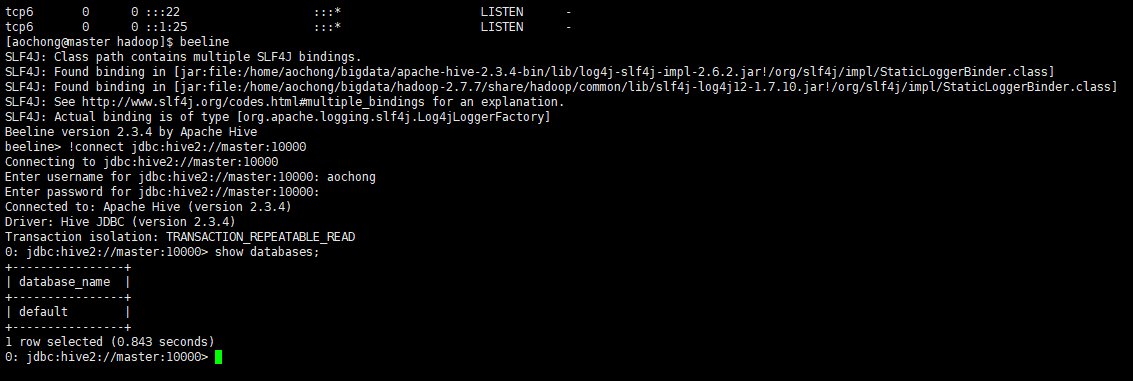 tcp6       0      0 :::22                   :::*                    LISTEN      -
tcp6       0      0 ::1:25                  :::*                    LISTEN      -
[aochong@master hadoop]$ beeline
SLF4J: Class path contains multiple SLF4J bindings.
SLF4J: Found binding in [jar:file:/home/aochong/bigdata/apache-hive-2.3.4-bin/lib/log4j-slf4j-impl-2.6.2.jar!/org/slf4j/impl/StaticLoggerBinder.class]
SLF4J: Found binding in [jar:file:/home/aochong/bigdata/hadoop-2.7.7/share/hadoop/common/lib/slf4j-log4j12-1.7.10.jar!/org/slf4j/impl/StaticLoggerBinder.class]
SLF4J: See http://www.slf4j.org/codes.html#multiple_bindings for an explanation.
SLF4J: Actual binding is of type [org.apache.logging.slf4j.Log4jLoggerFactory]
Beeline version 2.3.4 by Apache Hive
beeline> !connect jdbc:hive2://master:10000
Connecting to jdbc:hive2://master:10000
Enter username for jdbc:hive2://master:10000: aochong
Enter password for jdbc:hive2://master:10000:
Connected to: Apache Hive (version 2.3.4)
Driver: Hive JDBC (version 2.3.4)
Transaction isolation: TRANSACTION_REPEATABLE_READ
0: jdbc:hive2://master:10000> show databases;
+----------------+
| database_name  |
+----------------+
| default        |
+----------------+
1 row selected (0.843 seconds)
0: jdbc:hive2://master:10000>